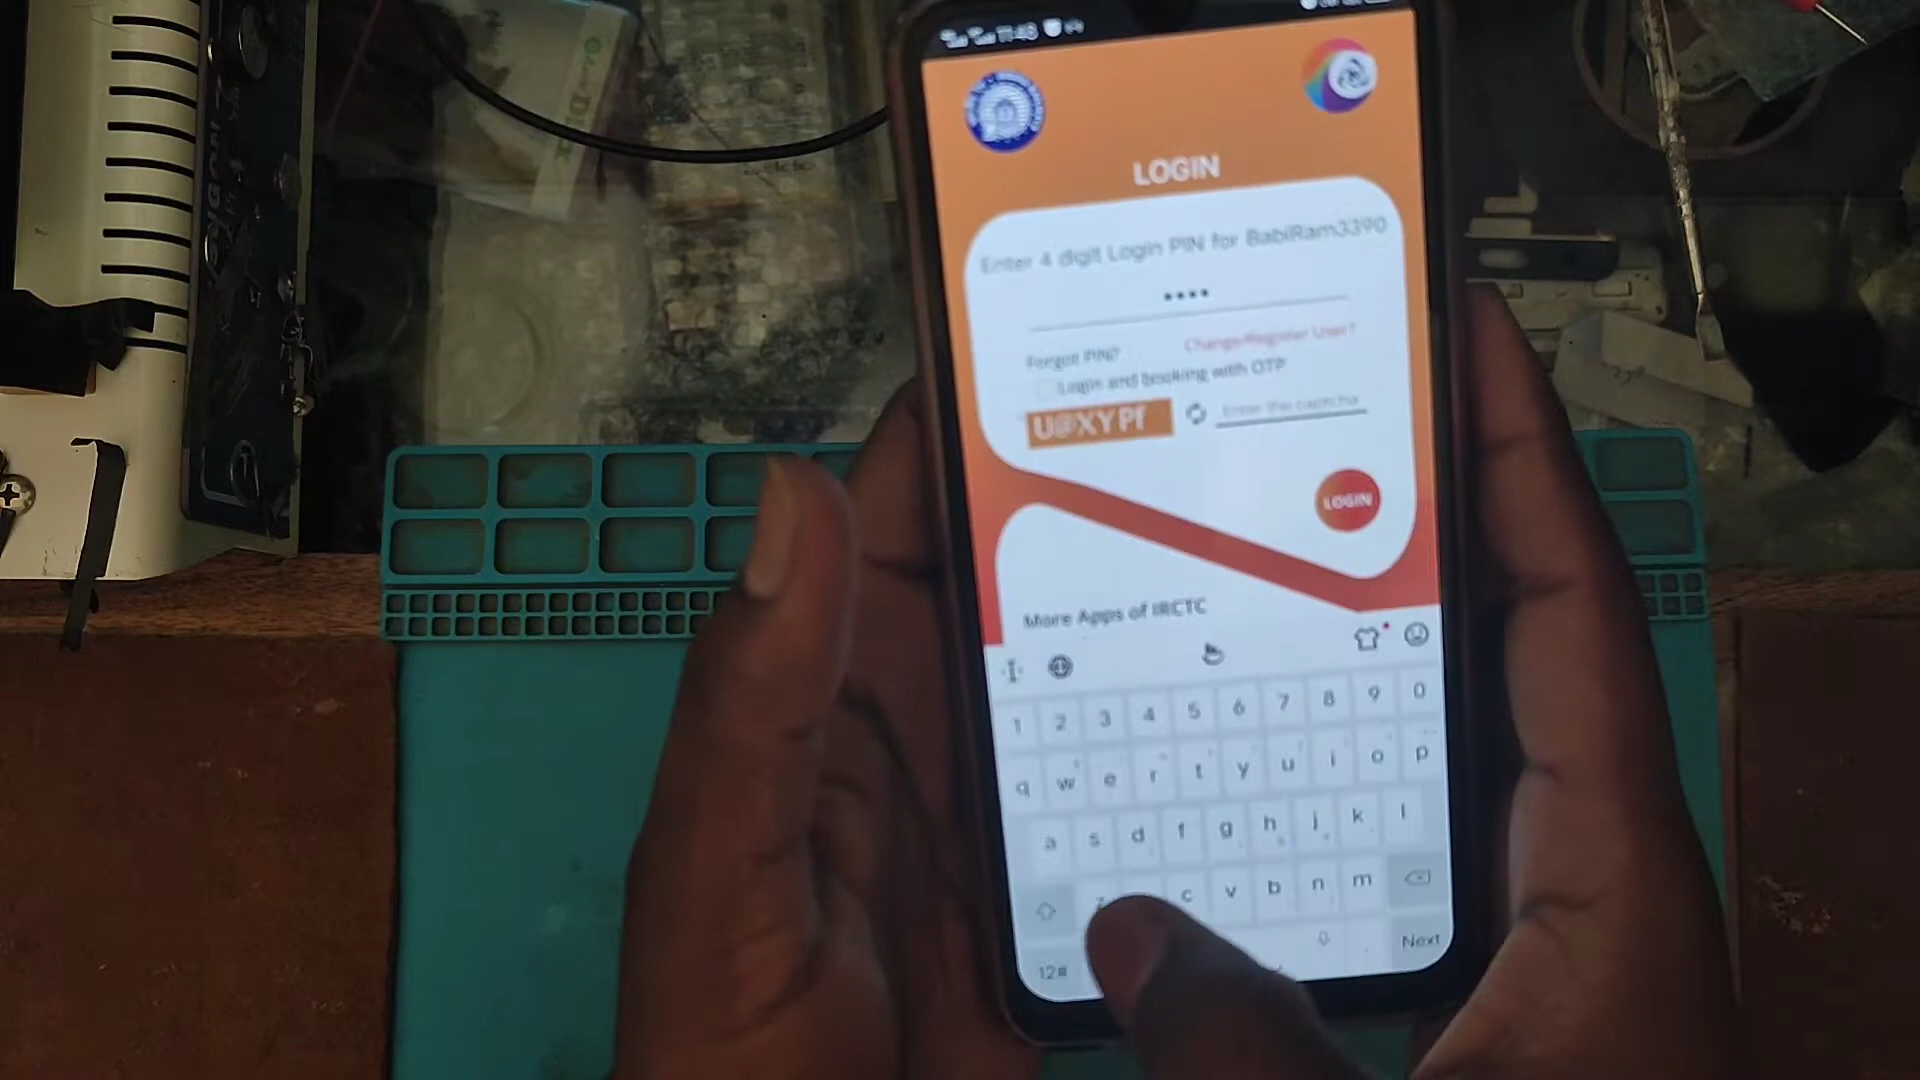 11:48
LOGIN
Enter 4 digit Login PIN for BabiRam3390
••••
Forgot PIN? Change/Register User?
Login and booking with OTP
U@XYPf Enter the captcha
LOGIN
More Apps of IRCTC
1 2 3 4 5 6 7 8 9 0
q w e r t y u i o p
a s d f g h j k l
z c v b n m
12# Next